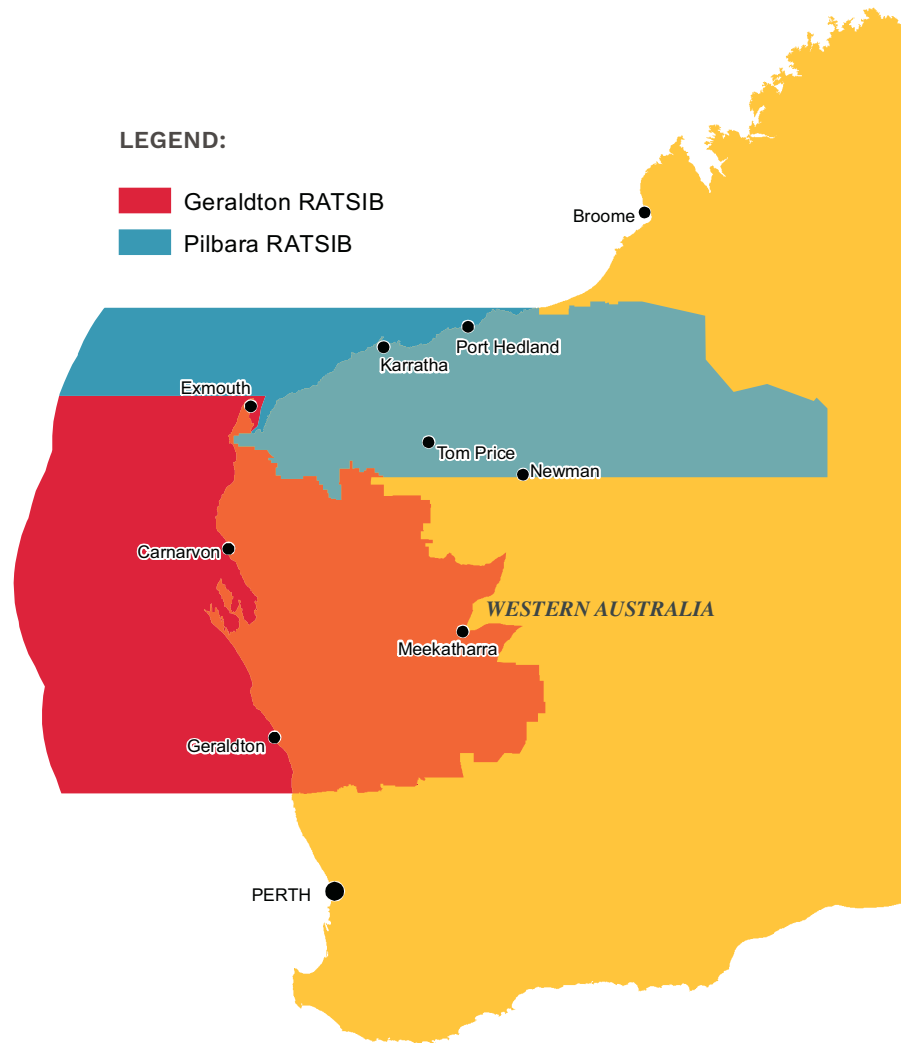 LEGEND:
Geraldton RATSIB
Pilbara RATSIB
Broome
Port Hedland
Karratha
Exmouth
Tom Price
Newman
Carnarvon
WESTERN AUSTRALIA
Meekatharra
Geraldton
PERTH